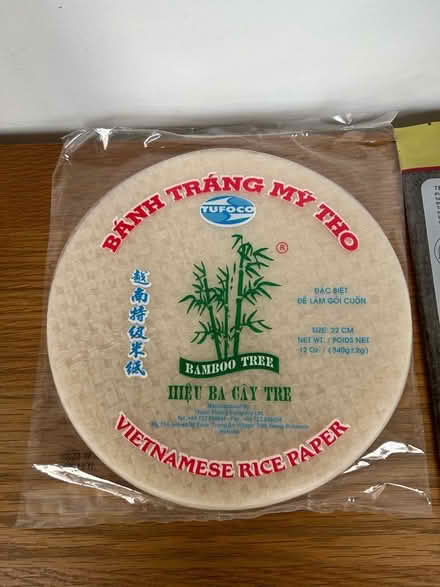 BÁNH TRÁNG MỸ THO
TUFOCO
®
越南特级米纸
ĐẶC BIỆT
ĐỂ LÀM GỎI CUỐN
SIZE: 22 CM
NET WT. / POIDS NET
12 Oz. / (340g
BAMBOO TREE
HIỆU BA CÂY TRE
VIETNAMESE RICE PAPER